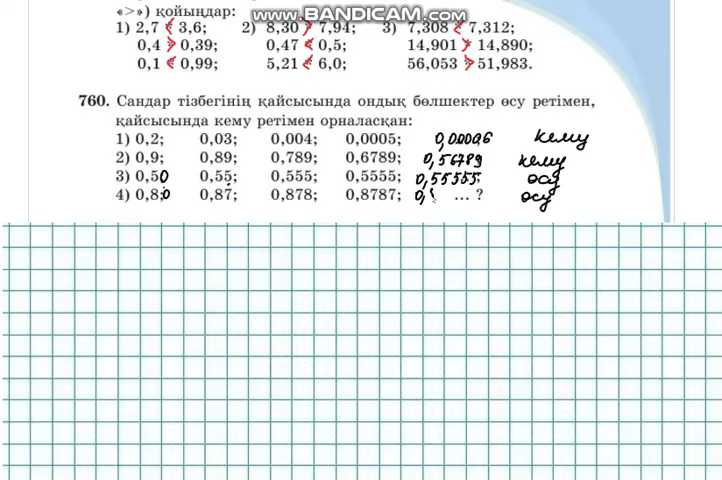 «>») қойыңдар:
www.BANDICAM.com
1) 2,7 < 3,6; 2) 8,30 > 7,94; 3) 7,308 < 7,312;
0,4 > 0,39; 0,47 < 0,5; 14,901 > 14,890;
0,1 < 0,99; 5,21 < 6,0; 56,053 > 51,983.
760. Сандар тізбегінің қайсысында ондық бөлшектер өсу ретімен,
қайсысында кему ретімен орналасқан:
1) 0,2; 0,03; 0,004; 0,0005; 0,00006 кему
2) 0,9; 0,89; 0,789; 0,6789; 0,56789 кему
3) 0,50 0,55; 0,555; 0,5555; 0,55555 өсу
4) 0,8; 0,87; 0,878; 0,8787; 0,8 ... ? өсу